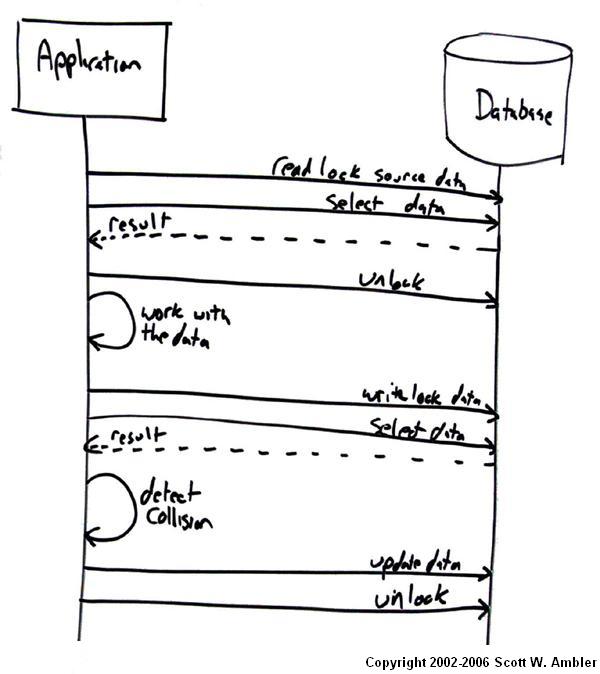 Application
Database
read lock source data
select data
result
unlock
work with
the data
write lock data
select data
result
detect
collision
update data
unlock
Copyright 2002-2006 Scott W. Ambler